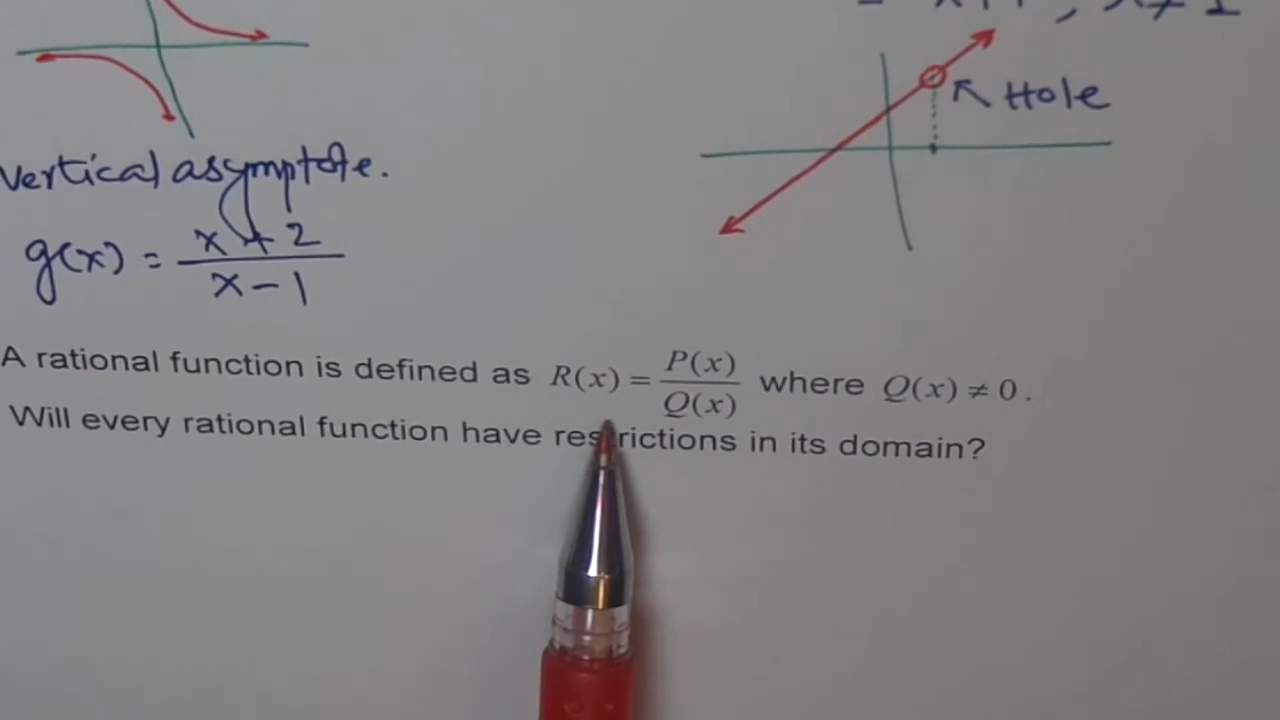 x ≠ 1
Hole
Vertical asymptote.
g(x) = x + 2 / x - 1
A rational function is defined as R(x) = P(x) / Q(x) where Q(x) ≠ 0.
Will every rational function have restrictions in its domain?